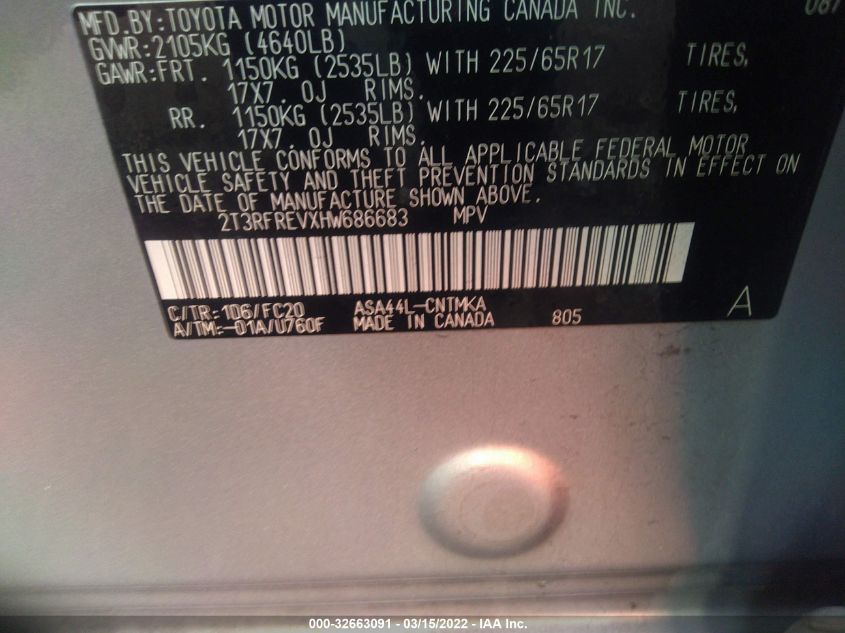 MFD. BY: TOYOTA MOTOR MANUFACTURING CANADA INC.
GVWR: 2105KG (4640LB)
GAWR: FRT. 1150KG (2535LB) WITH 225/65R17 TIRES,
17X7.0J RIMS.
RR. 1150KG (2535LB) WITH 225/65R17 TIRES,
17X7.0J RIMS.
THIS VEHICLE CONFORMS TO ALL APPLICABLE FEDERAL MOTOR
VEHICLE SAFETY AND THEFT PREVENTION STANDARDS IN EFFECT ON
THE DATE OF MANUFACTURE SHOWN ABOVE.
2T3RFREVXHW686683 MPV
C/TR: 1D6/FC20 ASA44L-CNTMKA A
A/TM: -01A/U760F MADE IN CANADA 805
000-32663091 - 03/15/2022 - IAA Inc.